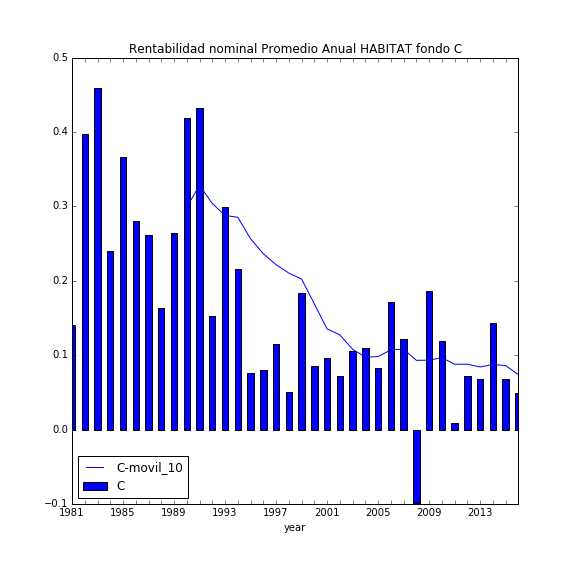 Rentabilidad nominal Promedio Anual HABITAT fondo C
0.5
0.4
0.3
0.2
0.1
0.0
−0.1
C-movil_10
C
1981 1985 1989 1993 1997 2001 2005 2009 2013
year